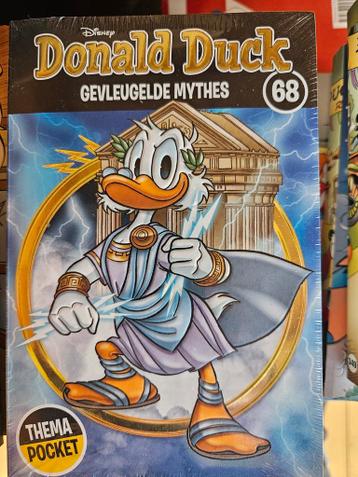 Disney
Donald Duck
GEVLEUGELDE MYTHES
68
THEMA
POCKET